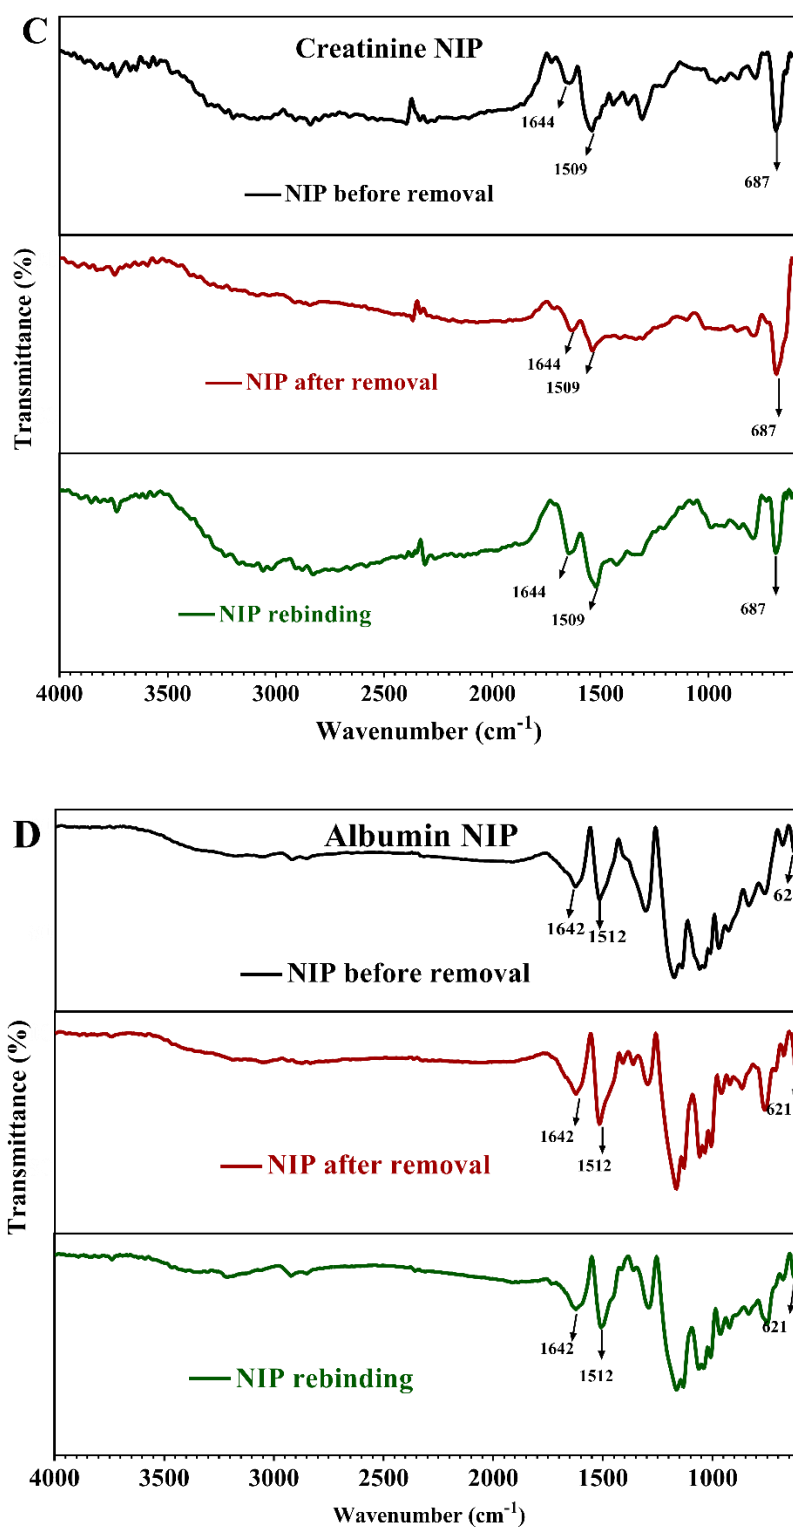 C
Creatinine NIP
1644
1509
687
NIP before removal
1644
1509
687
NIP after removal
1644
1509
687
NIP rebinding
Transmittance (%)
4000 3500 3000 2500 2000 1500 1000
Wavenumber (cm-1)
D
Albumin NIP
62
1642 1512
NIP before removal
621
1642
1512
NIP after removal
621
1642
1512
NIP rebinding
Transmittance (%)
4000 3500 3000 2500 2000 1500 1000
Wavenumber (cm-1)